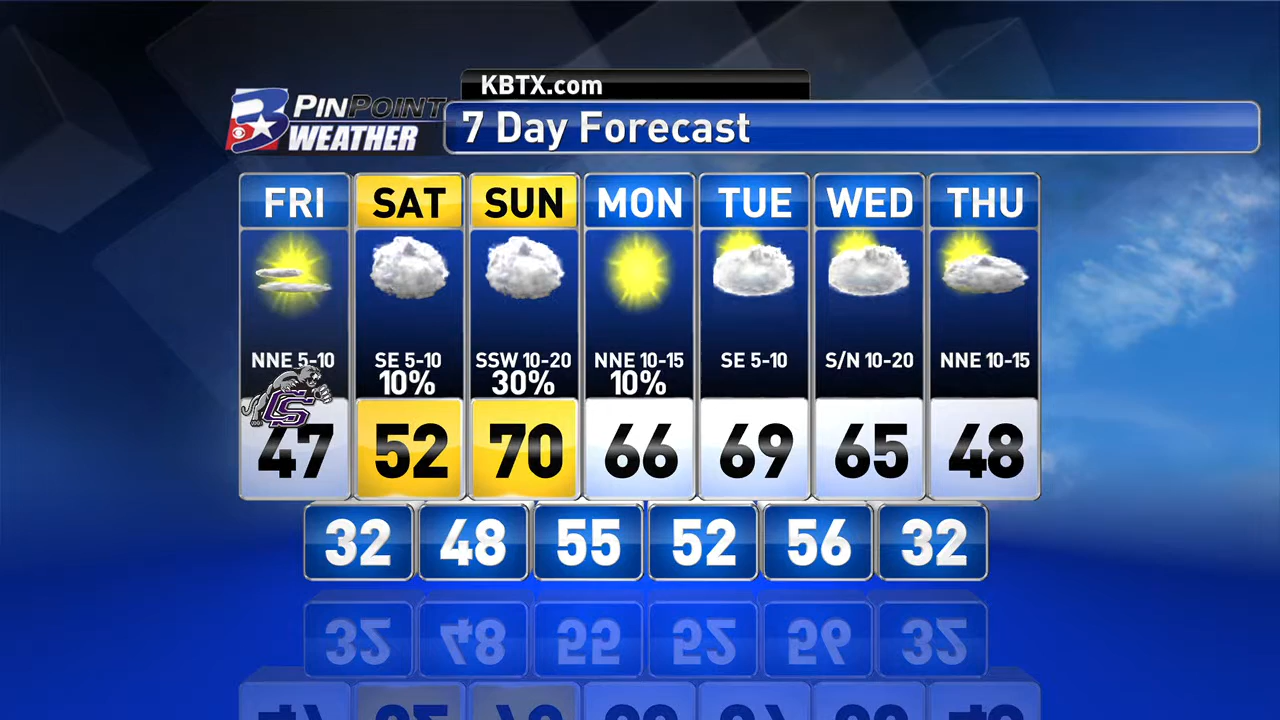 KBTX.com
3 PINPOINT
WEATHER
7 Day Forecast
FRI SAT SUN MON TUE WED THU
NNE 5-10 SE 5-10 SSW 10-20 NNE 10-15 SE 5-10 S/N 10-20 NNE 10-15
10% 30% 10%
CS
47 52 70 66 69 65 48
32 48 55 52 56 32